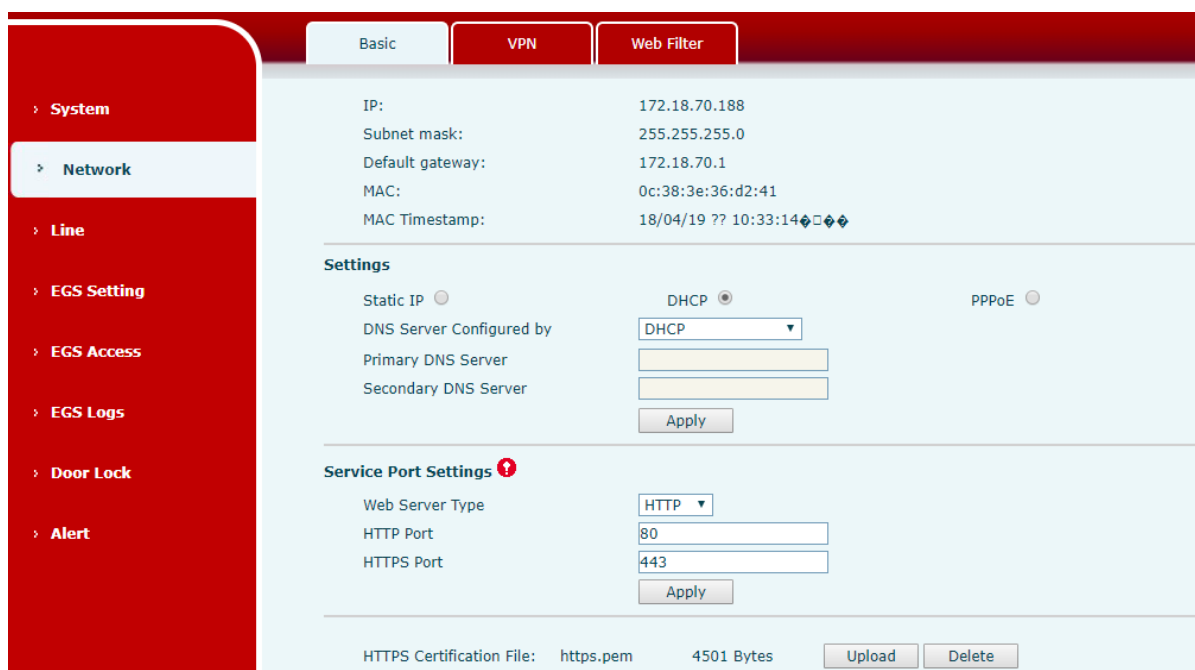 Basic VPN Web Filter
System
Network
Line
EGS Setting
EGS Access
EGS Logs
Door Lock
Alert
IP: 172.18.70.188
Subnet mask: 255.255.255.0
Default gateway: 172.18.70.1
MAC: 0c:38:3e:36:d2:41
MAC Timestamp: 18/04/19 ?? 10:33:14�□��
Settings
Static IP DHCP PPPoE
DNS Server Configured by DHCP
Primary DNS Server
Secondary DNS Server
Apply
Service Port Settings
Web Server Type HTTP
HTTP Port 80
HTTPS Port 443
Apply
HTTPS Certification File: https.pem 4501 Bytes Upload Delete